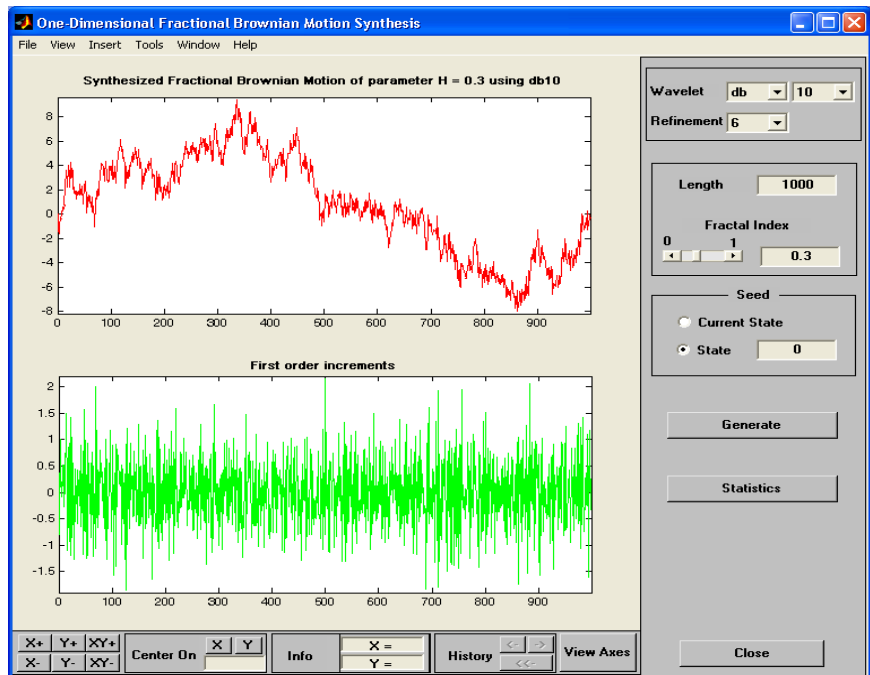 One-Dimensional Fractional Brownian Motion Synthesis
File View Insert Tools Window Help
Synthesized Fractional Brownian Motion of parameter H = 0.3 using db10
8
6
4
2
0
-2
-4
-6
-8
0 100 200 300 400 500 600 700 800 900
First order increments
2
1.5
1
0.5
0
-0.5
-1
-1.5
0 100 200 300 400 500 600 700 800 900
Wavelet db 10
Refinement 6
Length 1000
Fractal Index
0 1
0.3
Seed
Current State
State 0
Generate
Statistics
X+ Y+ XY+
X- Y- XY-
Center On X Y
Info X =
Y =
History <- ->
<<-
View Axes
Close